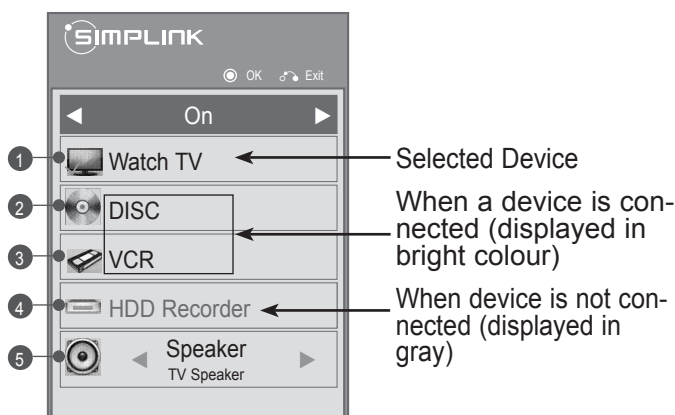 SIMPLINK
OK Exit
On
1 Watch TV
Selected Device
2 DISC
3 VCR
When a device is con-
nected (displayed in
bright colour)
4 HDD Recorder
When device is not con-
nected (displayed in
gray)
5 Speaker
TV Speaker